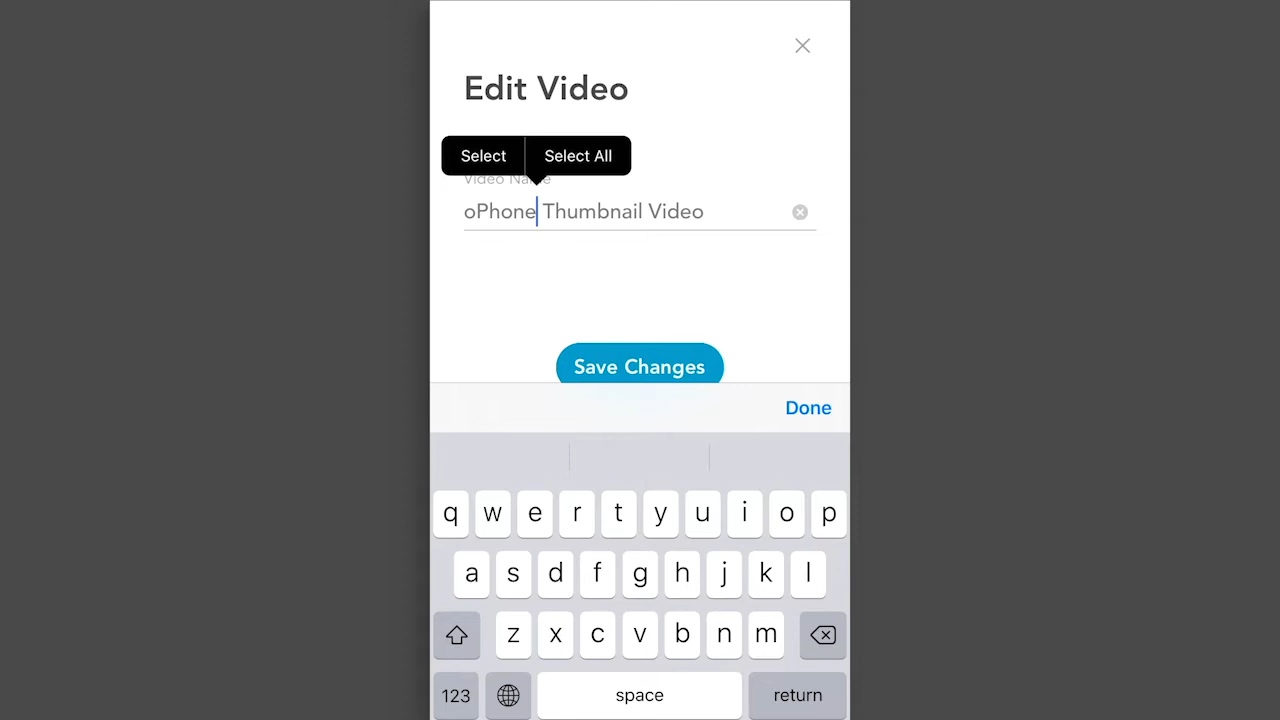 Edit Video
Select Select All
Video Name
oPhone Thumbnail Video
Save Changes
Done
q w e r t y u i o p
a s d f g h j k l
z x c v b n m
123 space return